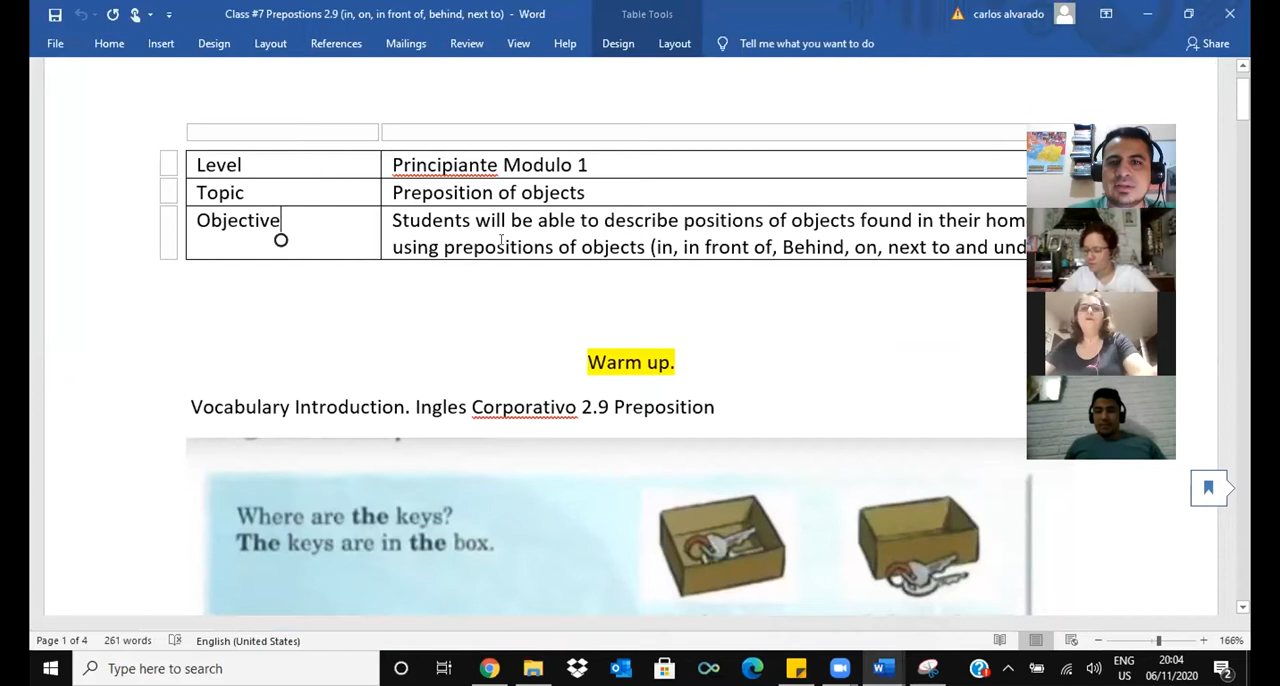 Class #7 Prepostions 2.9 (in, on, in front of, behind, next to) - Word
Table Tools
carlos alvarado
File
Home
Insert
Design
Layout
References
Mailings
Review
View
Help
Design
Layout
Tell me what you want to do
Share
Level
Principiante Modulo 1
Topic
Preposition of objects
Objective
Students will be able to describe positions of objects found in their hom
using prepositions of objects (in, in front of, Behind, on, next to and und
Warm up.
Vocabulary Introduction. Ingles Corporativo 2.9 Preposition
Where are the keys?
The keys are in the box.
Page 1 of 4
261 words
English (United States)
166%
Type here to search
ENG
US
20:04
06/11/2020
2